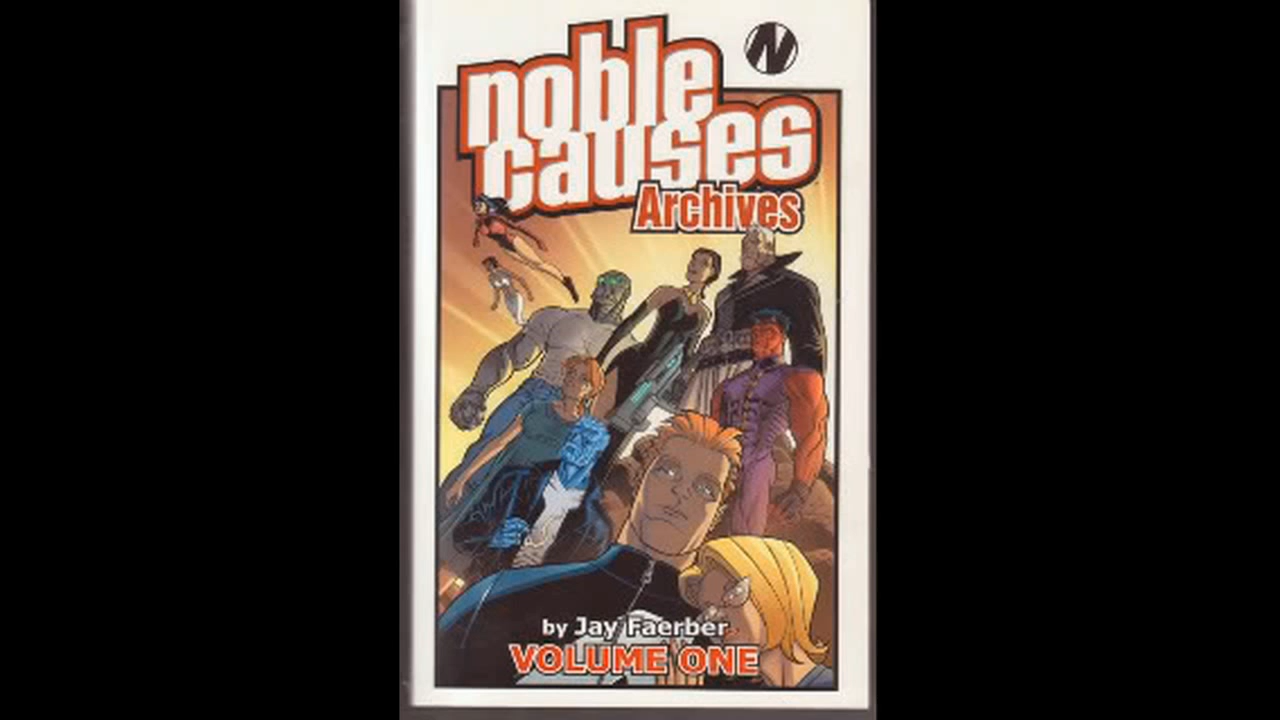 noble
causes
Archives
N
by Jay Faerber
VOLUME ONE